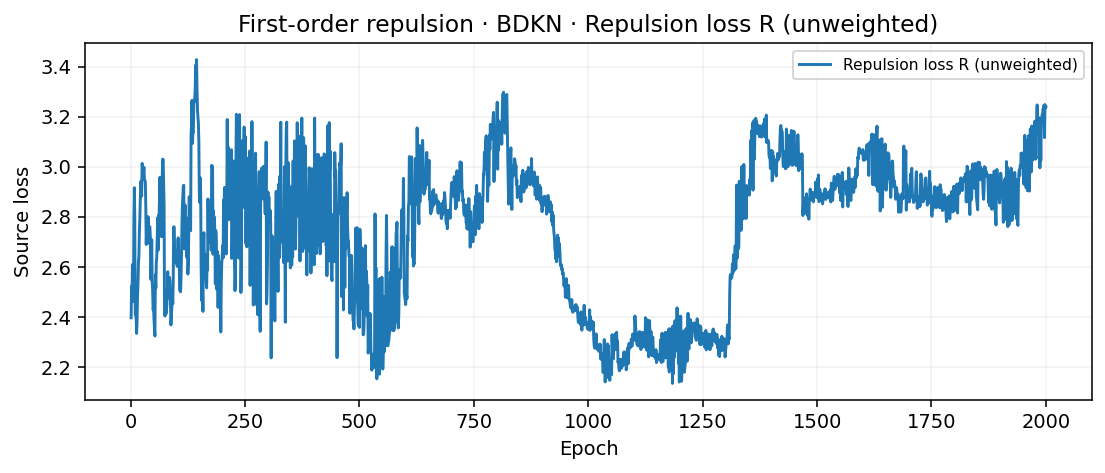 First-order repulsion · BDKN · Repulsion loss R (unweighted)
Repulsion loss R (unweighted)
Source loss
3.4
3.2
3.0
2.8
2.6
2.4
2.2
0 250 500 750 1000 1250 1500 1750 2000
Epoch